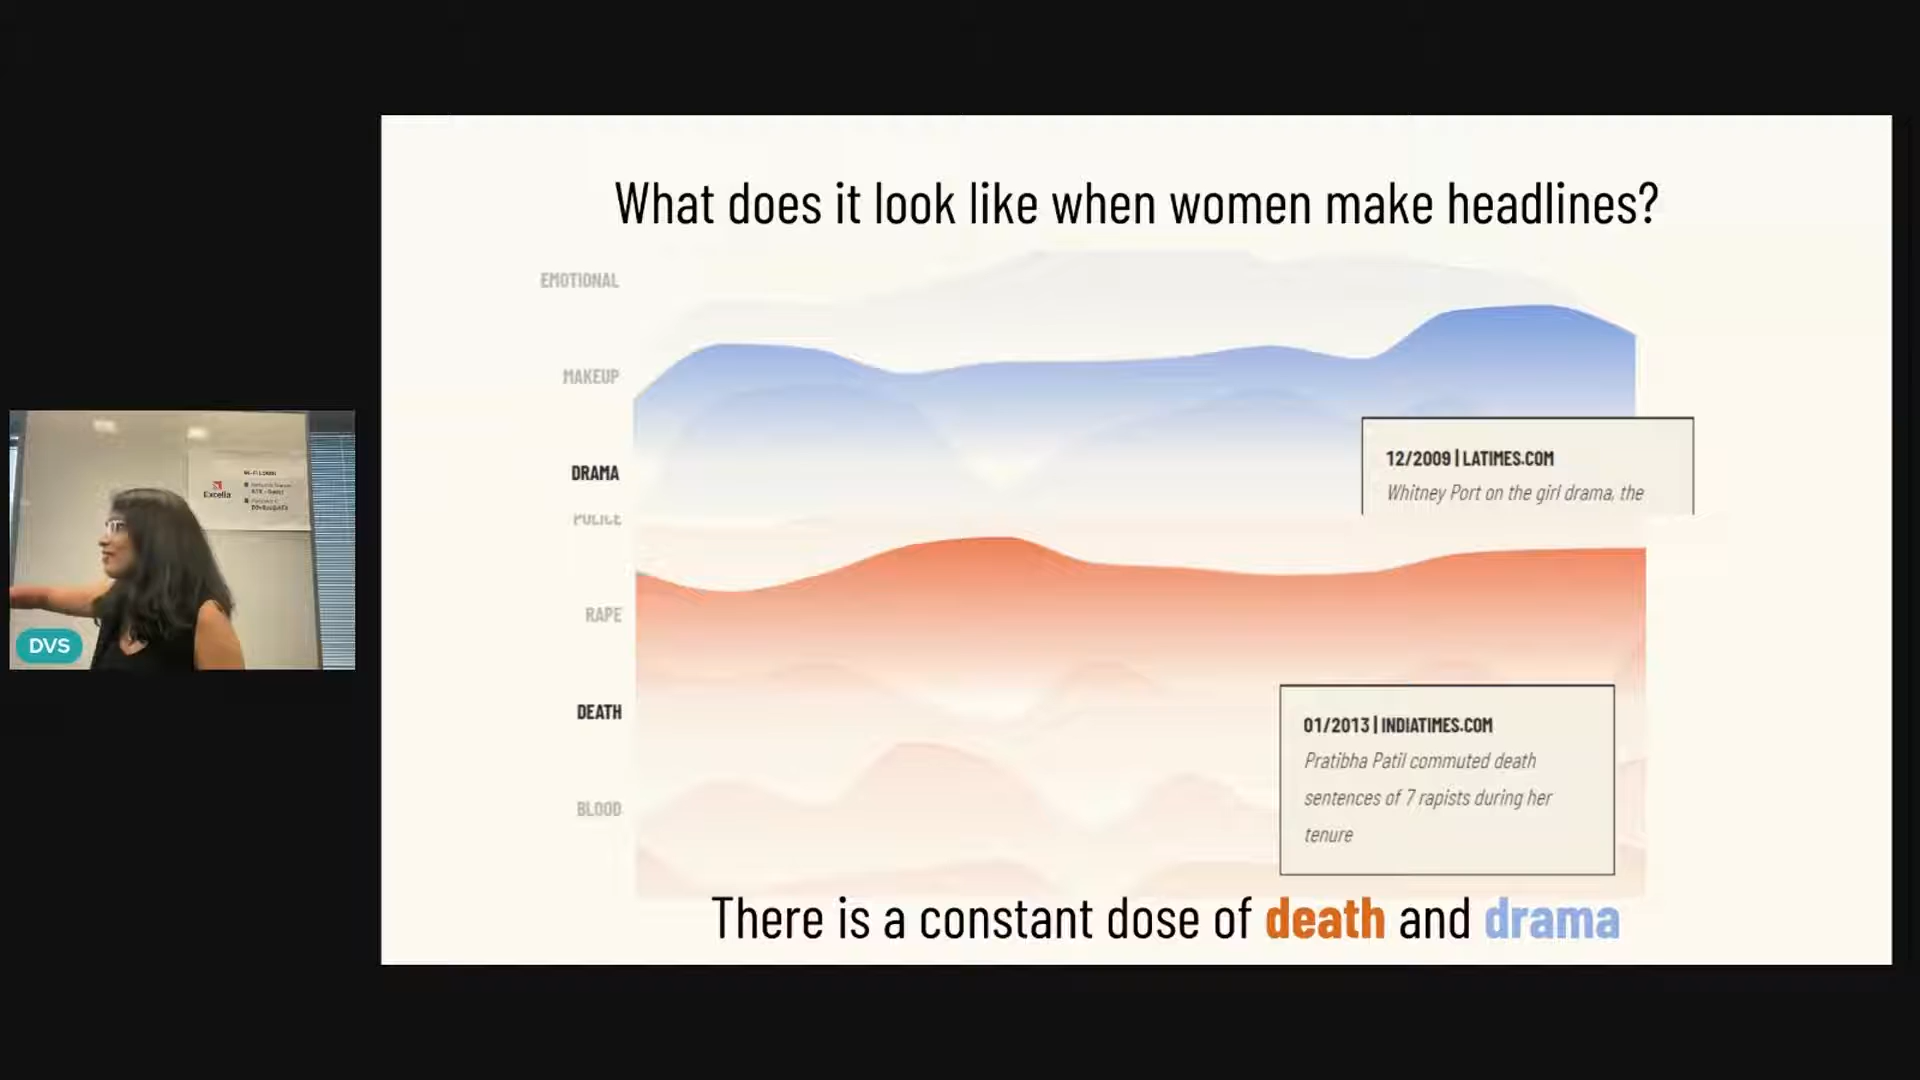 What does it look like when women make headlines?
EMOTIONAL
MAKEUP
DRAMA
12/2009 | LATIMES.COM
Whitney Port on the girl drama, the
POLICE
RAPE
DEATH
01/2013 | INDIATIMES.COM
Pratibha Patil commuted death
sentences of 7 rapists during her
tenure
BLOOD
There is a constant dose of death and drama
Excella
DVS